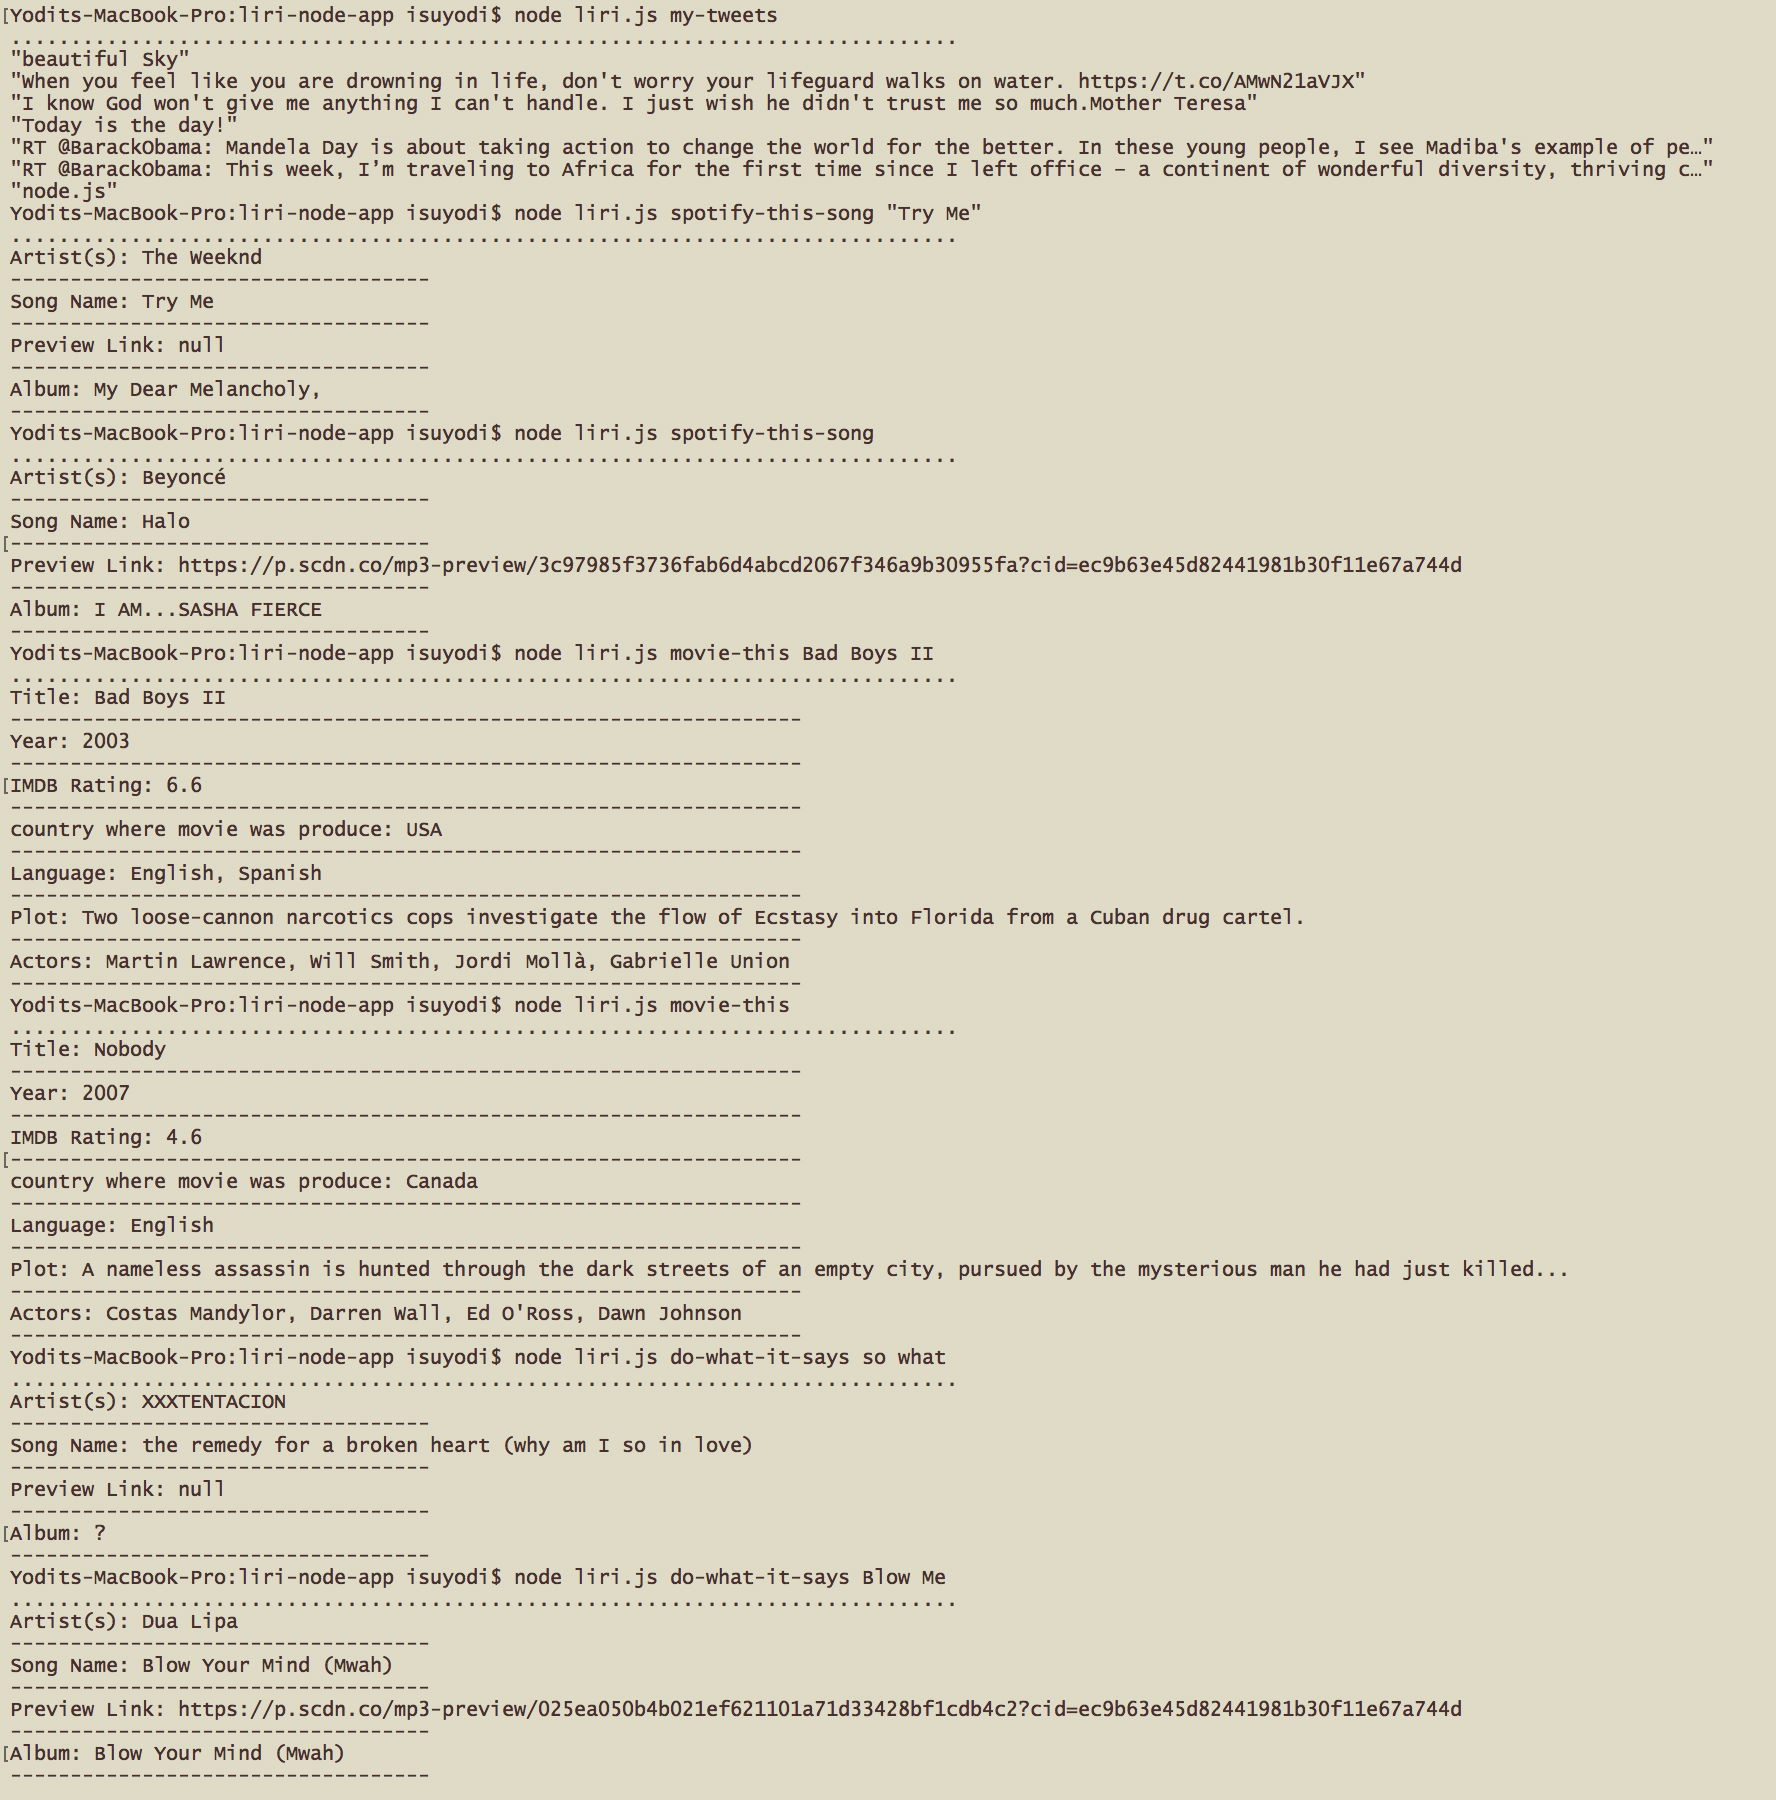 [Yodits-MacBook-Pro:liri-node-app isuyodi$ node liri.js my-tweets
...............................................................................
"beautiful Sky"
"When you feel like you are drowning in life, don't worry your lifeguard walks on water. https://t.co/AMwN21aVJX"
"I know God won't give me anything I can't handle. I just wish he didn't trust me so much.Mother Teresa"
"Today is the day!"
"RT @BarackObama: Mandela Day is about taking action to change the world for the better. In these young people, I see Madiba's example of pe…"
"RT @BarackObama: This week, I’m traveling to Africa for the first time since I left office – a continent of wonderful diversity, thriving c…"
"node.js"
Yodits-MacBook-Pro:liri-node-app isuyodi$ node liri.js spotify-this-song "Try Me"
...............................................................................
Artist(s): The Weeknd
-----------------------------------
Song Name: Try Me
-----------------------------------
Preview Link: null
-----------------------------------
Album: My Dear Melancholy,
-----------------------------------
Yodits-MacBook-Pro:liri-node-app isuyodi$ node liri.js spotify-this-song
...............................................................................
Artist(s): Beyoncé
-----------------------------------
Song Name: Halo
[-----------------------------------
Preview Link: https://p.scdn.co/mp3-preview/3c97985f3736fab6d4abcd2067f346a9b30955fa?cid=ec9b63e45d82441981b30f11e67a744d
-----------------------------------
Album: I AM...SASHA FIERCE
-----------------------------------
Yodits-MacBook-Pro:liri-node-app isuyodi$ node liri.js movie-this Bad Boys II
...............................................................................
Title: Bad Boys II
------------------------------------------------------------------
Year: 2003
------------------------------------------------------------------
[IMDB Rating: 6.6
------------------------------------------------------------------
country where movie was produce: USA
------------------------------------------------------------------
Language: English, Spanish
------------------------------------------------------------------
Plot: Two loose-cannon narcotics cops investigate the flow of Ecstasy into Florida from a Cuban drug cartel.
------------------------------------------------------------------
Actors: Martin Lawrence, Will Smith, Jordi Mollà, Gabrielle Union
------------------------------------------------------------------
Yodits-MacBook-Pro:liri-node-app isuyodi$ node liri.js movie-this
...............................................................................
Title: Nobody
------------------------------------------------------------------
Year: 2007
------------------------------------------------------------------
IMDB Rating: 4.6
[------------------------------------------------------------------
country where movie was produce: Canada
------------------------------------------------------------------
Language: English
------------------------------------------------------------------
Plot: A nameless assassin is hunted through the dark streets of an empty city, pursued by the mysterious man he had just killed...
------------------------------------------------------------------
Actors: Costas Mandylor, Darren Wall, Ed O'Ross, Dawn Johnson
------------------------------------------------------------------
Yodits-MacBook-Pro:liri-node-app isuyodi$ node liri.js do-what-it-says so what
...............................................................................
Artist(s): XXXTENTACION
-----------------------------------
Song Name: the remedy for a broken heart (why am I so in love)
-----------------------------------
Preview Link: null
-----------------------------------
[Album: ?
-----------------------------------
Yodits-MacBook-Pro:liri-node-app isuyodi$ node liri.js do-what-it-says Blow Me
...............................................................................
Artist(s): Dua Lipa
-----------------------------------
Song Name: Blow Your Mind (Mwah)
-----------------------------------
Preview Link: https://p.scdn.co/mp3-preview/025ea050b4b021ef621101a71d33428bf1cdb4c2?cid=ec9b63e45d82441981b30f11e67a744d
-----------------------------------
[Album: Blow Your Mind (Mwah)
-----------------------------------